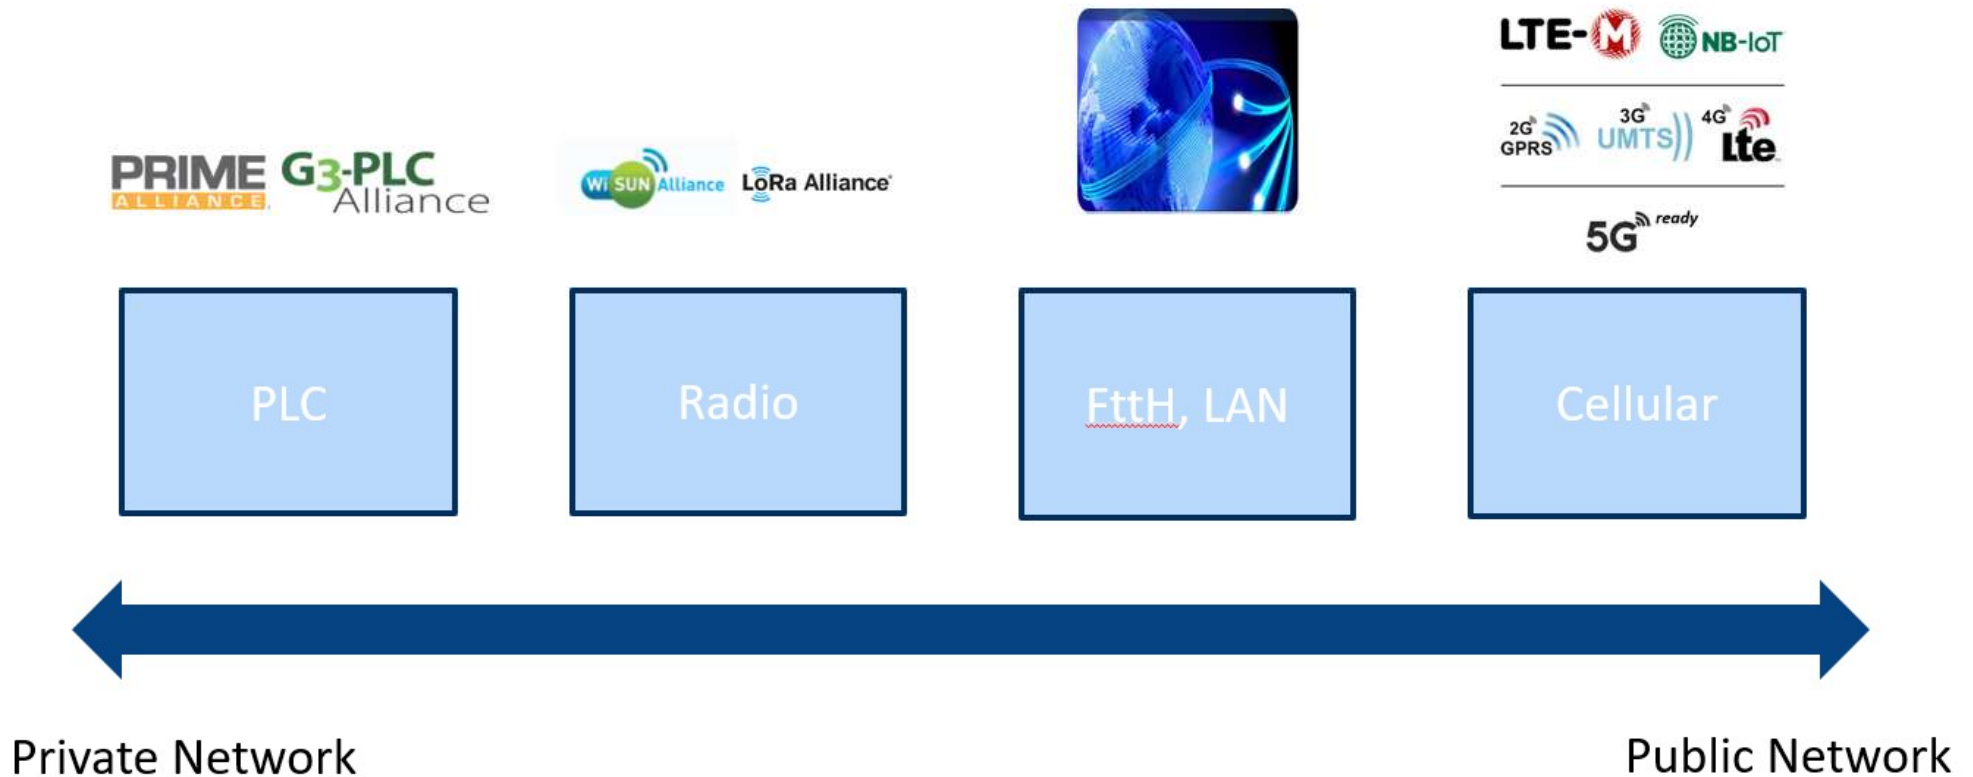 PRIME
ALLIANCE
G3-PLC
Alliance
Wi SUN Alliance
LoRa Alliance
LTE-M
NB-IoT
2G
GPRS
3G
UMTS
4G
Lte
5G ready
PLC
Radio
FttH, LAN
Cellular
Private Network
Public Network